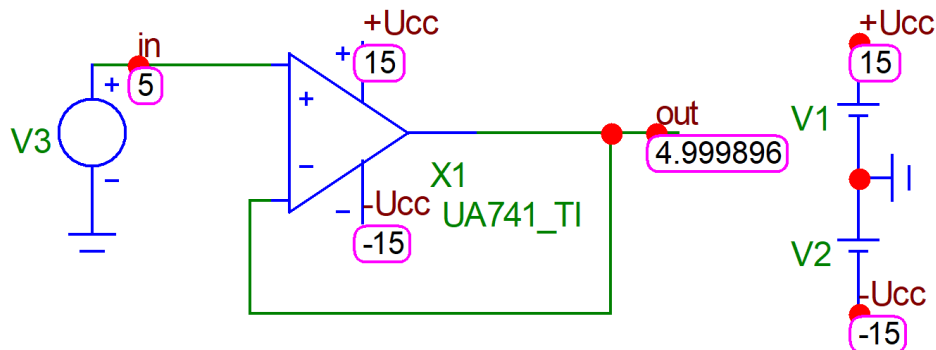 +Ucc
+Ucc
in
+
15
15
5
+
+
out
V1
V3
4.999896
−
−
X1
−
-Ucc
UA741_TI
-15
V2
-Ucc
-15